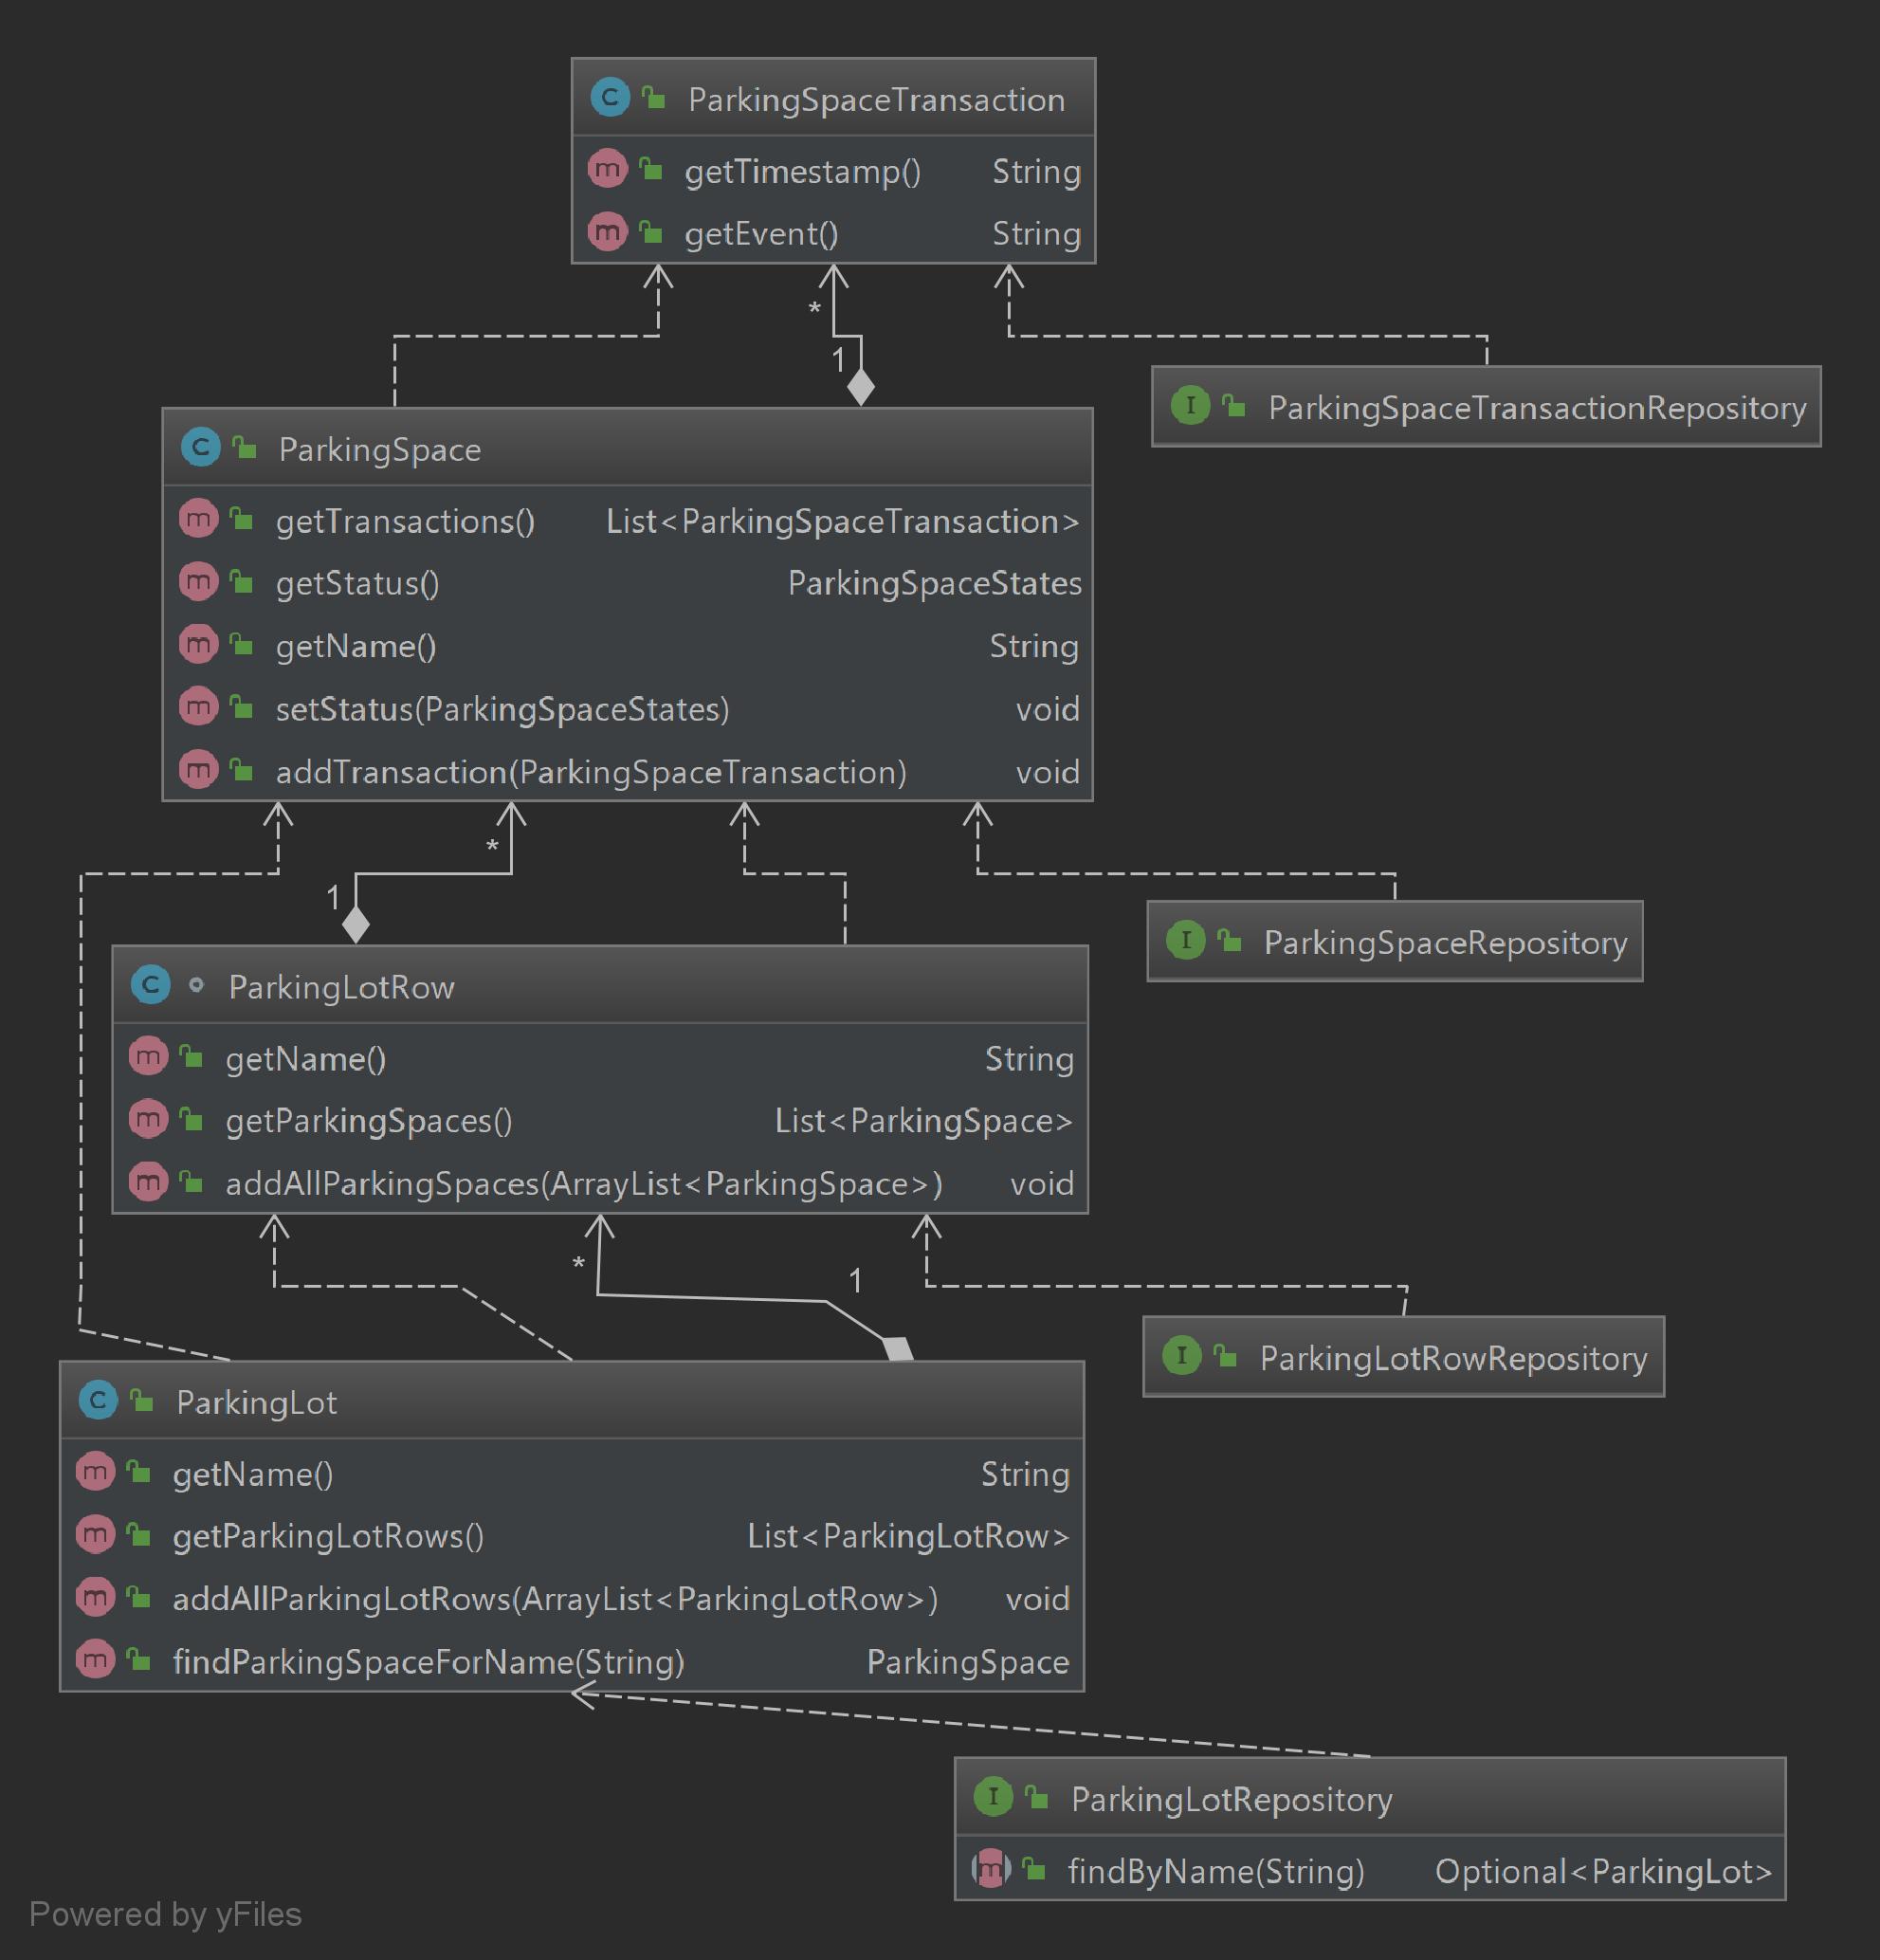 C ParkingSpaceTransaction
m getTimestamp() String
m getEvent() String
*
1
I ParkingSpaceTransactionRepository
C ParkingSpace
m getTransactions() List<ParkingSpaceTransaction>
m getStatus() ParkingSpaceStates
m getName() String
m setStatus(ParkingSpaceStates) void
m addTransaction(ParkingSpaceTransaction) void
*
1
I ParkingSpaceRepository
C ParkingLotRow
m getName() String
m getParkingSpaces() List<ParkingSpace>
m addAllParkingSpaces(ArrayList<ParkingSpace>) void
*
1
I ParkingLotRowRepository
C ParkingLot
m getName() String
m getParkingLotRows() List<ParkingLotRow>
m addAllParkingLotRows(ArrayList<ParkingLotRow>) void
m findParkingSpaceForName(String) ParkingSpace
I ParkingLotRepository
m findByName(String) Optional<ParkingLot>
Powered by yFiles